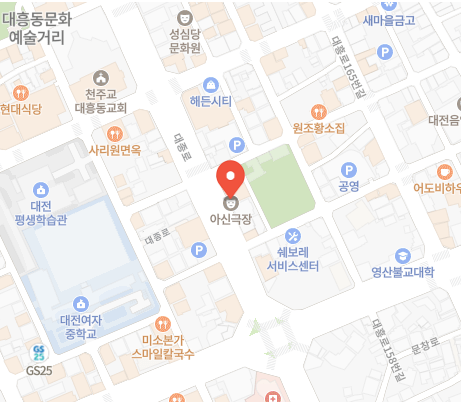 대흥동문화
예술거리
성심당
문화원
새마을금고
천주교
대흥동교회
해든시티
대흥로165번길
현대식당
원조황소집
대전음
대흥로
사리원면옥
P
P
P
공영
어도비하우
대전
평생학습관
아신극장
대흥로
P
쉐보레
서비스센터
영산불교대학
대전여자
중학교
미소본가
스마일칼국수
대흥로158번길
문창로
GS
25
GS25